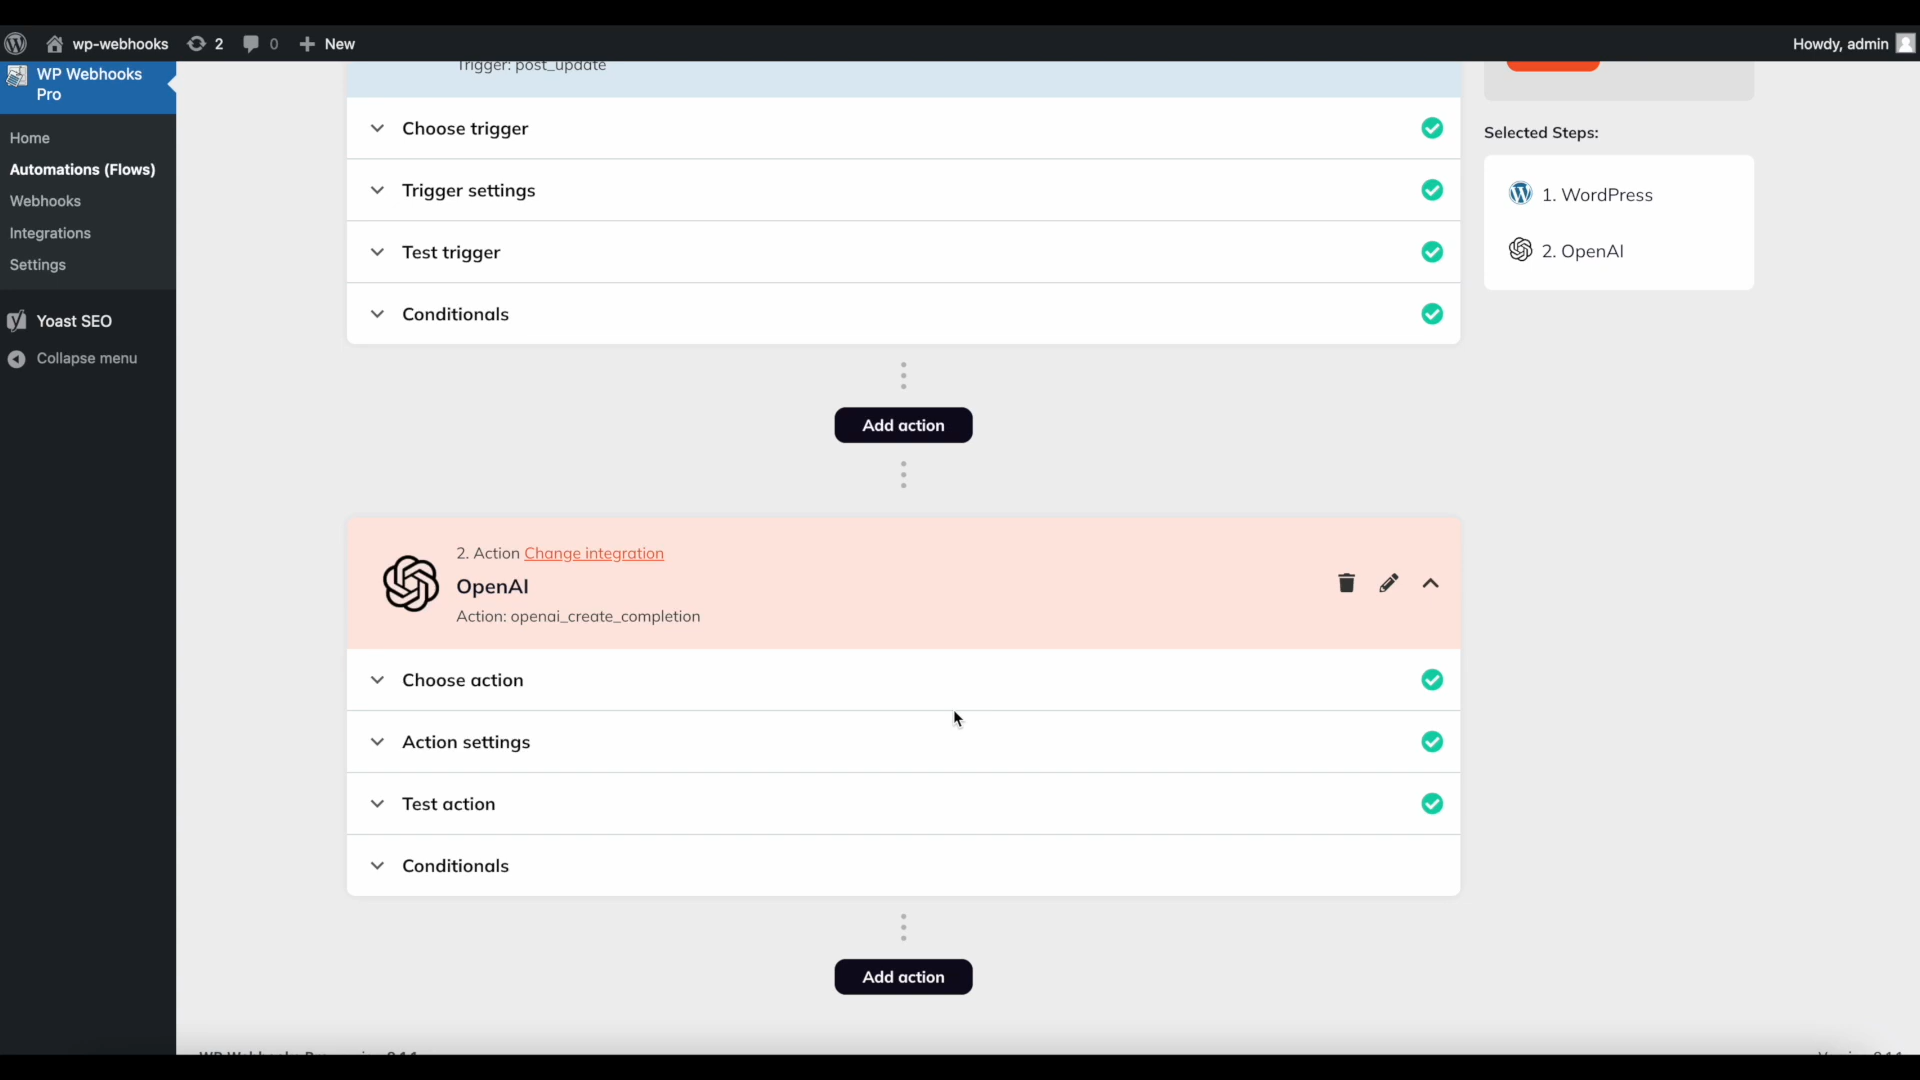 wp-webhooks 2 0 New Howdy, admin
WP Webhooks
Pro
Home
Automations (Flows)
Webhooks
Integrations
Settings
Yoast SEO
Collapse menu
Trigger: post_update
Choose trigger
Trigger settings
Test trigger
Conditionals
Add action
2. Action Change integration
OpenAI
Action: openai_create_completion
Choose action
Action settings
Test action
Conditionals
Add action
Selected Steps:
1. WordPress
2. OpenAI